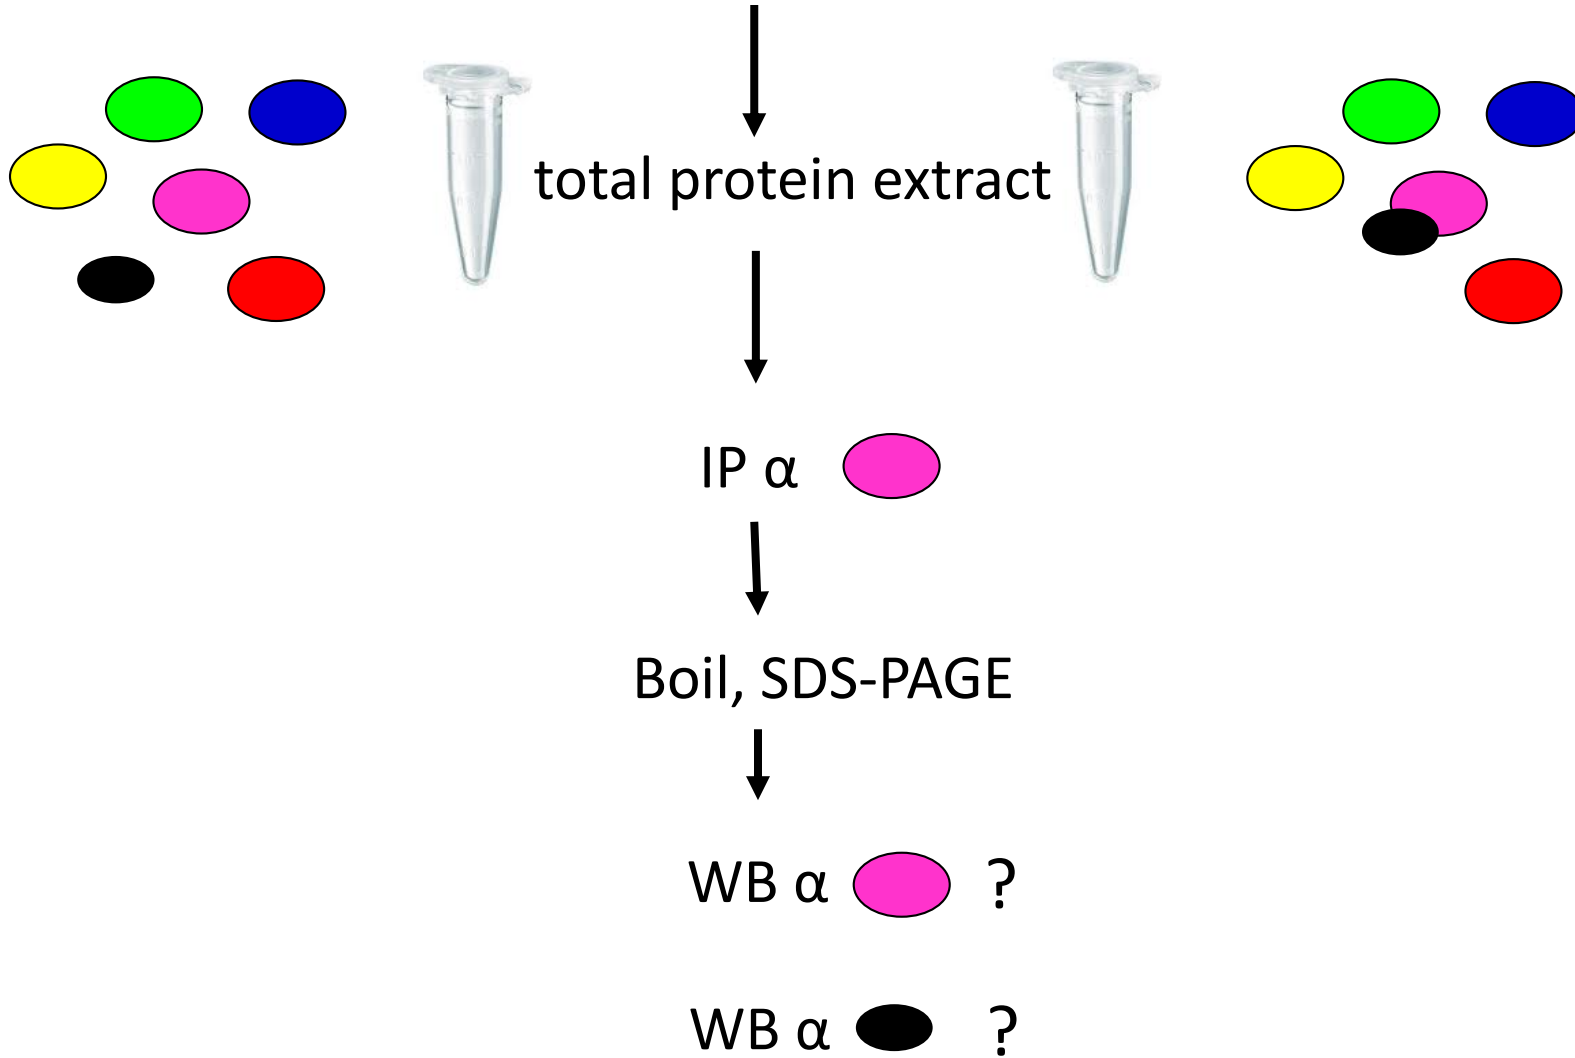 total protein extract
IP α
Boil, SDS-PAGE
WB α ?
WB α ?